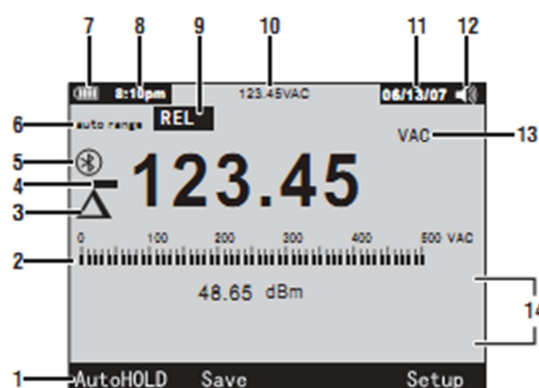 7 8 9 10 11 12
8:10pm 123.45VAC 06/13/07
6 auto range REL VAC 13
5
4 123.45
3
0 100 200 300 400 500 VAC
2
48.65 dBm
14
1 AutoHOLD Save Setup